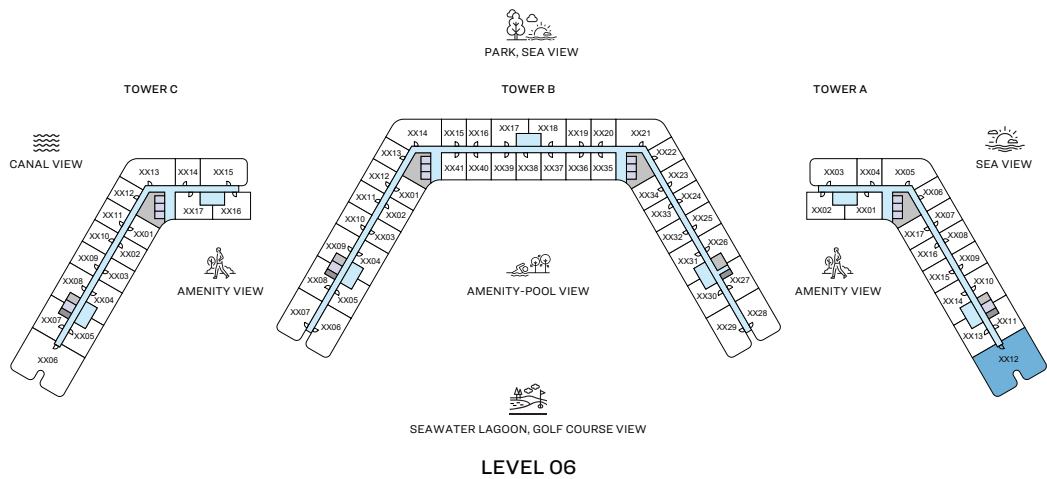 PARK, SEA VIEW
TOWER C
TOWER B
TOWER A
CANAL VIEW
SEA VIEW
XX13
XX14
XX15
XX12
XX17
XX16
XX11
XX01
XX10
XX02
XX09
XX03
XX08
XX04
XX07
XX05
XX06
XX14
XX15
XX16
XX17
XX18
XX19
XX20
XX21
XX13
XX41
XX40
XX39
XX38
XX37
XX36
XX35
XX22
XX12
XX01
XX34
XX23
XX11
XX02
XX33
XX24
XX10
XX03
XX32
XX25
XX09
XX04
XX31
XX26
XX08
XX05
XX30
XX27
XX07
XX06
XX29
XX28
XX03
XX04
XX05
XX02
XX01
XX06
XX17
XX07
XX16
XX08
XX15
XX09
XX14
XX10
XX13
XX11
XX12
AMENITY VIEW
AMENITY-POOL VIEW
AMENITY VIEW
SEAWATER LAGOON, GOLF COURSE VIEW
LEVEL 06